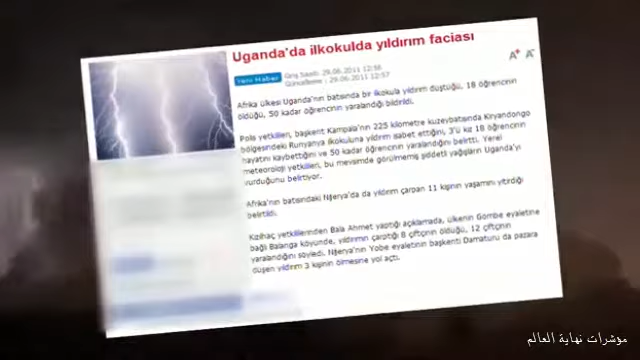 Uganda'da ilkokulda yıldırım faciası
Yeni Haber
Giriş Saati: 29.06.2011 12:56
Güncelleme : 29.06.2011 12:57
A+ A-
Afrika ülkesi Uganda'nın batısında bir ilkokula yıldırım düştüğü, 18 öğrencinin
öldüğü, 50 kadar öğrencinin yaralandığı bildirildi.
Polis yetkilileri, başkent Kampala'nın 225 kilometre kuzeybatısında Kiryandongo
bölgesindeki Runyanya ilkokuluna yıldırım isabet ettiğini, 3'ü kız 18 öğrencinin
hayatını kaybettiğini ve 50 kadar öğrencinin yaralandığını belirtti. Yerel
meteoroloji yetkilileri, bu mevsimde görülmemiş şiddetli yağışların Uganda'yı
vurduğunu belirtiyor.
Afrika'nın batısındaki Nijerya'da da yıldırım çarpan 11 kişinin yaşamını yitirdiği
belirtildi.
Kızılhaç yetkililerinden Bala Ahmet yaptığı açıklamada, ülkenin Gombe eyaletine
bağlı Balanga köyünde, yıldırımın çarptığı 8 çiftçinin öldüğü, 12 çiftçinin
yaralandığını söyledi. Nijerya'nın Yobe eyaletinin başkenti Damaturu da pazara
düşen yıldırım 3 kişinin ölmesine yol açtı.
مؤشرات نهاية العالم